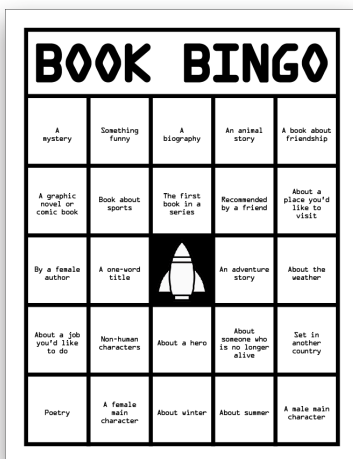 BOOK BINGO
A
mystery
Something
funny
A
biography
An animal
story
A book about
friendship
A graphic
novel or
comic book
Book about
sports
The first
book in a
series
Recommended
by a friend
About a
place you'd
like to
visit
By a female
author
A one-word
title
An adventure
story
About the
weather
About a job
you'd like
to do
Non-human
characters
About a hero
About
someone who
is no longer
alive
Set in
another
country
Poetry
A female
main
character
About winter
About summer
A male main
character